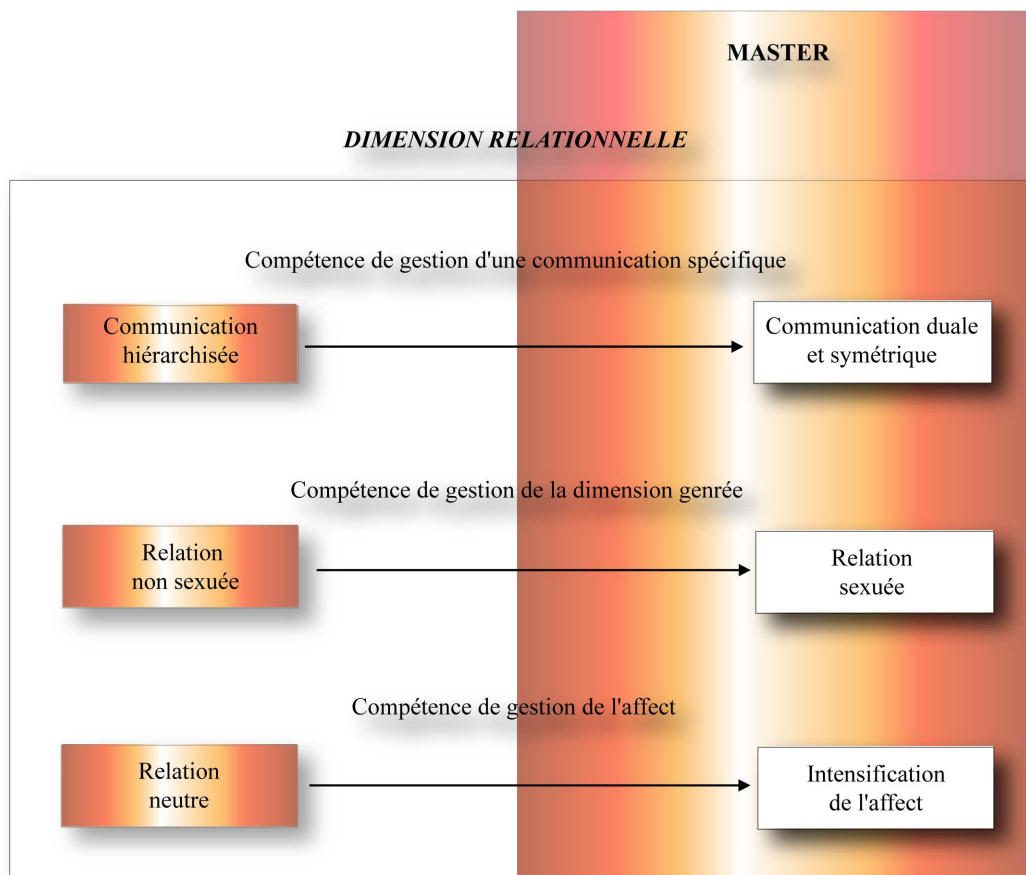 MASTER
DIMENSION RELATIONNELLE
Compétence de gestion d'une communication spécifique
Communication
hiérarchisée
Communication duale
et symétrique
Compétence de gestion de la dimension genrée
Relation
non sexuée
Relation
sexuée
Compétence de gestion de l'affect
Relation
neutre
Intensification
de l'affect